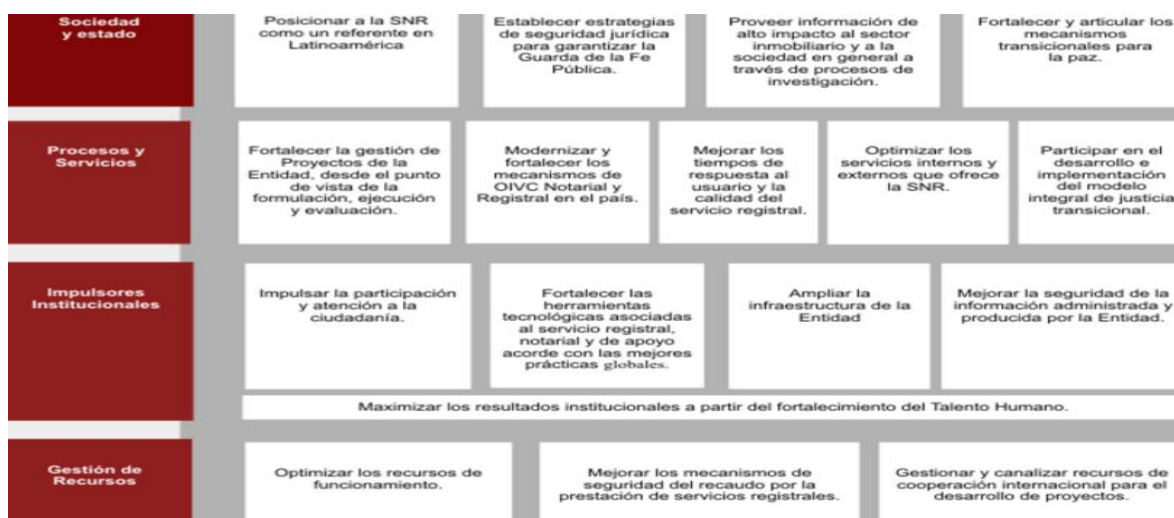 Sociedad
y estado
Posicionar a la SNR
como un referente en
Latinoamérica
Establecer estrategias
de seguridad jurídica
para garantizar la
Guarda de la Fe
Pública.
Proveer información de
alto impacto al sector
inmobiliario y a la
sociedad en general a
través de procesos de
investigación.
Fortalecer y articular los
mecanismos
transicionales para
la paz.
Procesos y
Servicios
Fortalecer la gestión de
Proyectos de la
Entidad, desde el punto
de vista de la
formulación, ejecución
y evaluación.
Modernizar y
fortalecer los
mecanismos de
OIVC Notarial y
Registral en el país.
Mejorar los
tiempos de
respuesta al
usuario y la
calidad del
servicio registral.
Optimizar los
servicios internos y
externos que ofrece
la SNR.
Participar en el
desarrollo e
implementación
del modelo
integral de justicia
transicional.
Impulsores
Institucionales
Impulsar la participación
y atención a la
ciudadanía.
Fortalecer las
herramientas
tecnológicas asociadas
al servicio registral,
notarial y de apoyo
acorde con las mejores
prácticas globales.
Ampliar la
infraestructura de la
Entidad
Mejorar la seguridad de la
información administrada y
producida por la Entidad.
Maximizar los resultados institucionales a partir del fortalecimiento del Talento Humano.
Gestión de
Recursos
Optimizar los recursos de
funcionamiento.
Mejorar los mecanismos de
seguridad del recaudo por la
prestación de servicios registrales.
Gestionar y canalizar recursos de
cooperación internacional para el
desarrollo de proyectos.